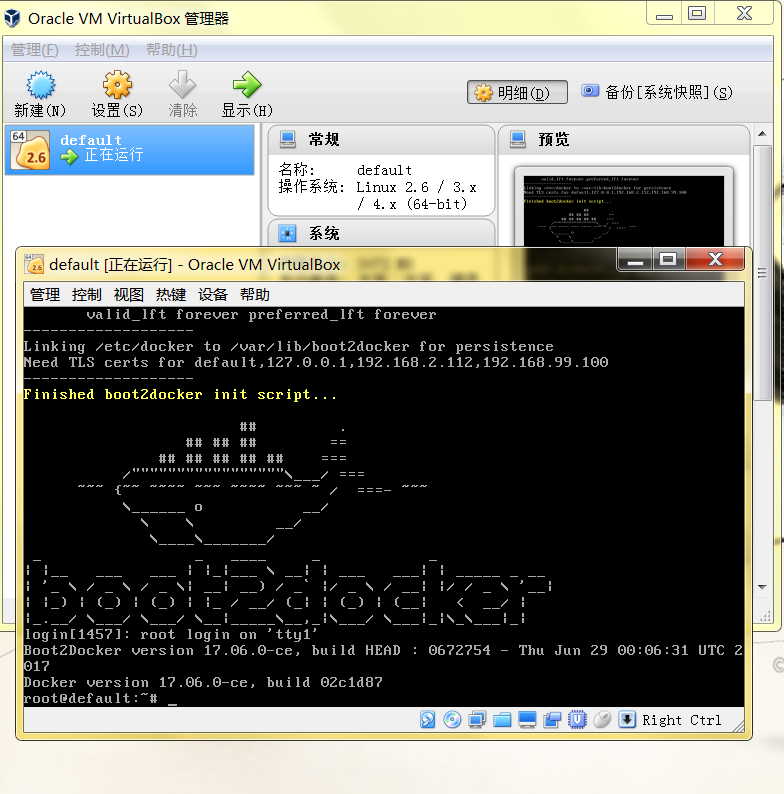 Oracle VM VirtualBox 管理器
管理(F) 控制(M) 帮助(H)
新建(N) 设置(S) 清除 显示(H) 明细(D) 备份[系统快照](S)
64 default
2.6 正在运行
常规
名称: default
操作系统: Linux 2.6 / 3.x
/ 4.x (64-bit)
系统
预览
Finished boot2docker init script...
default [正在运行] - Oracle VM VirtualBox
管理 控制 视图 热键 设备 帮助
valid_lft forever preferred_lft forever
-------------------
Linking /etc/docker to /var/lib/boot2docker for persistence
Need TLS certs for default,127.0.0.1,192.168.2.112,192.168.99.100
-------------------
Finished boot2docker init script...
boot2docker
login[1457]: root login on 'tty1'
Boot2Docker version 17.06.0-ce, build HEAD : 0672754 - Thu Jun 29 00:06:31 UTC 2
017
Docker version 17.06.0-ce, build 02c1d87
root@default:~# _
Right Ctrl